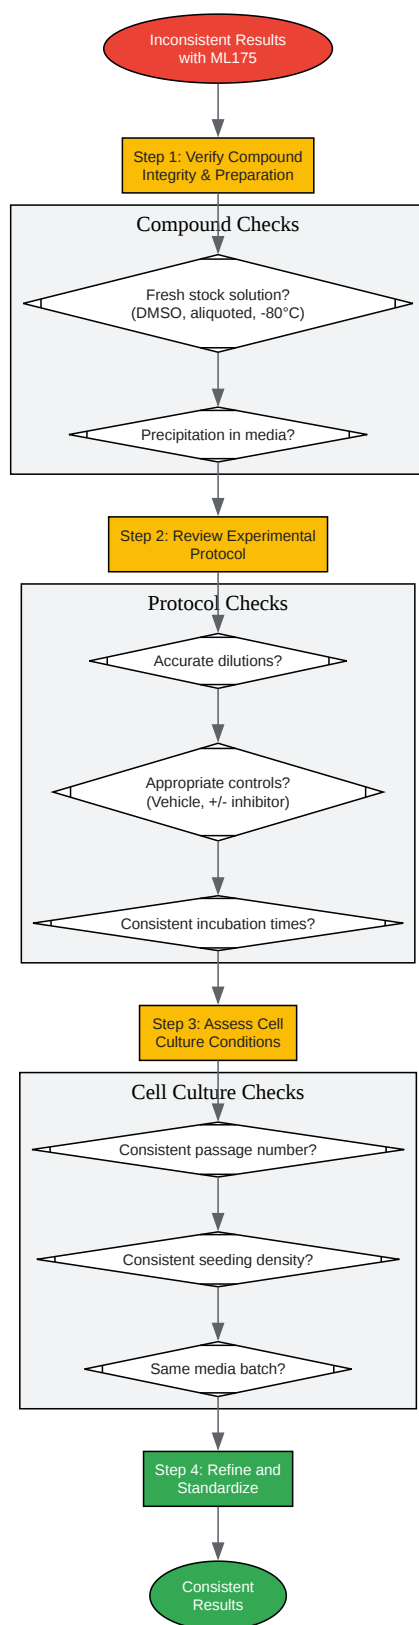 Inconsistent Results
with ML175
Step 1: Verify Compound
Integrity & Preparation
Compound Checks
Fresh stock solution?
(DMSO, aliquoted, -80°C)
Precipitation in media?
Step 2: Review Experimental
Protocol
Protocol Checks
Accurate dilutions?
Appropriate controls?
(Vehicle, +/- inhibitor)
Consistent incubation times?
Step 3: Assess Cell
Culture Conditions
Cell Culture Checks
Consistent passage number?
Consistent seeding density?
Same media batch?
Step 4: Refine and
Standardize
Consistent
Results